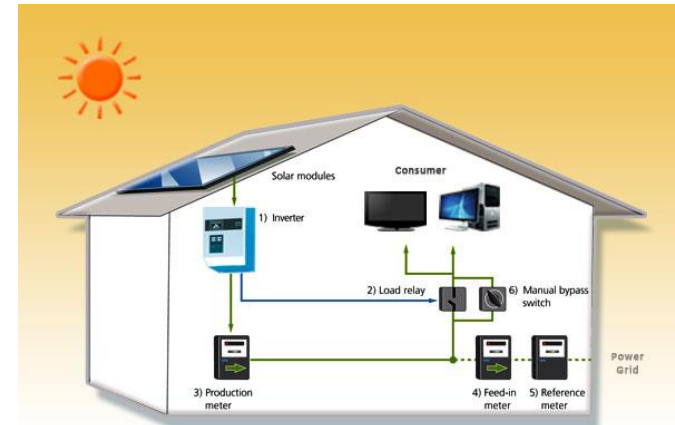 Solar modules
Consumer
1) Inverter
2) Load relay
6) Manual bypass
switch
Power
Grid
3) Production
meter
4) Feed-in
meter
5) Reference
meter